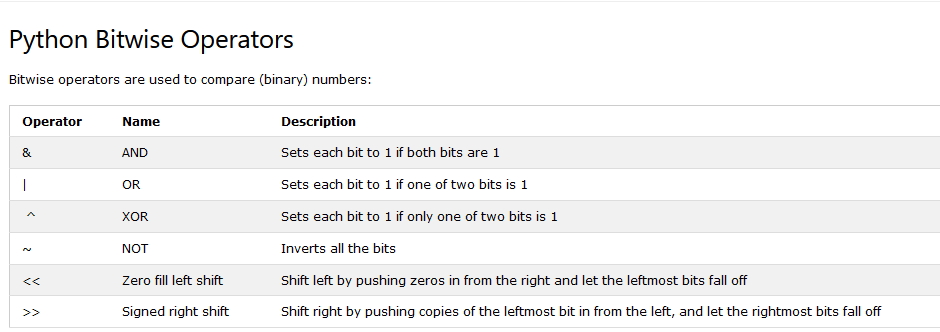 Python Bitwise Operators
Bitwise operators are used to compare (binary) numbers:
Operator Name Description
& AND Sets each bit to 1 if both bits are 1
| OR Sets each bit to 1 if one of two bits is 1
^ XOR Sets each bit to 1 if only one of two bits is 1
~ NOT Inverts all the bits
<< Zero fill left shift Shift left by pushing zeros in from the right and let the leftmost bits fall off
>> Signed right shift Shift right by pushing copies of the leftmost bit in from the left, and let the rightmost bits fall off